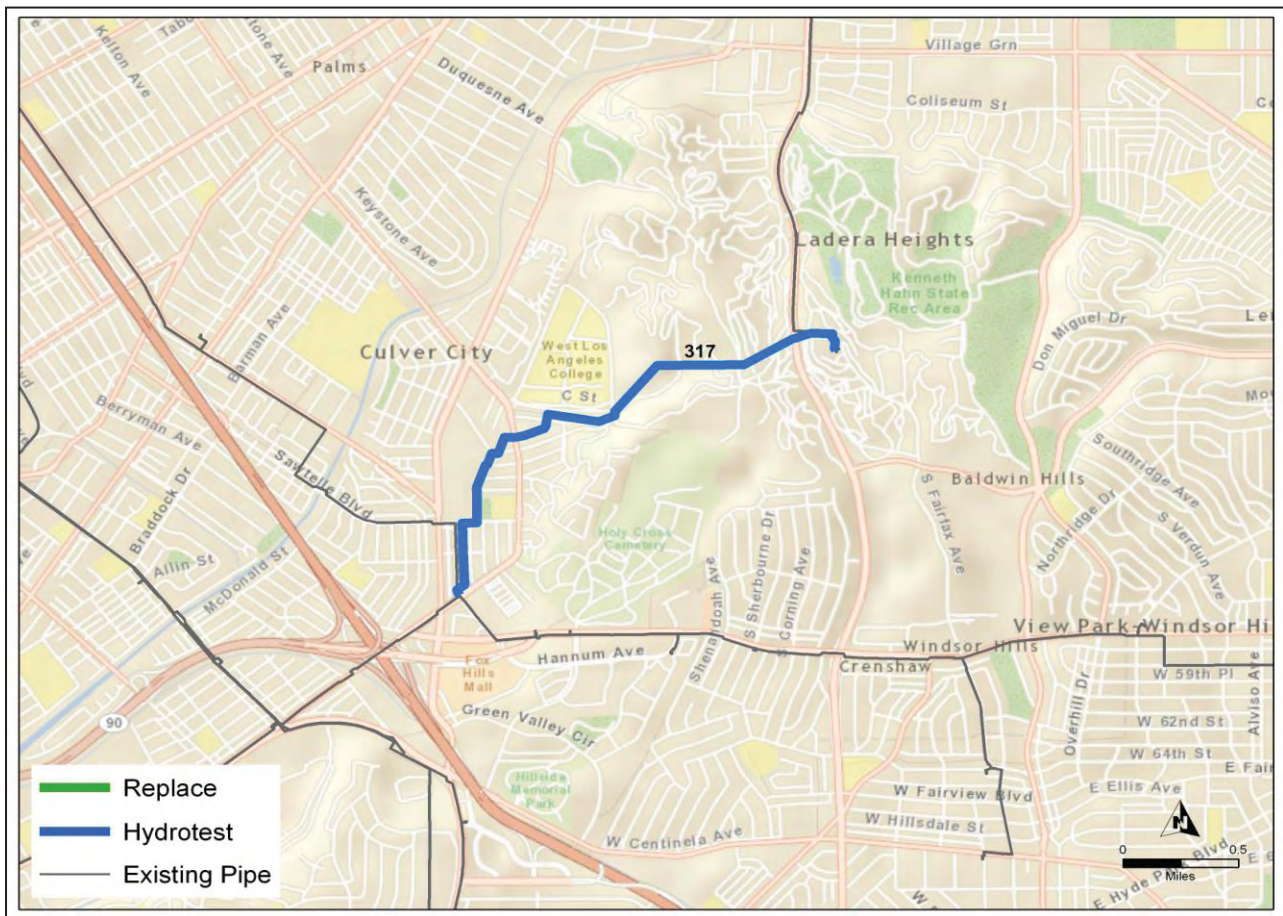 Village Grn
Kelton Ave
Palms
Duquesne Ave
Coliseum St
Keystone Ave
Ladera Heights
Kenneth
Hahn State
Rec Area
Don Miguel Dr
Barman Ave
Culver City
West Los
Angeles
College
C St
317
Berryman Ave
Sawtelle Blvd
Braddock Dr
Baldwin Hills
Southridge Ave
Northridge Dr
S Verdun Ave
S Fairfax Ave
Holy Cross
Cemetery
Allin St
McDonald St
Shenandoah Ave
S Sherbourne Dr
S Corning Ave
View Park-Windsor Hi
Windsor Hills
Hannum Ave
Crenshaw
Fox
Hills
Mall
W 59th Pl
Overhill Dr
Alviso Ave
90
Green Valley Cir
W 62nd St
W 64th St
E Fair
Hillside
Memorial
Park
W Fairview Blvd
E Ellis Ave
W Hillsdale St
W Centinela Ave
E Hyde Park Blvd
Replace
Hydrotest
Existing Pipe
N
0 0.5
Miles